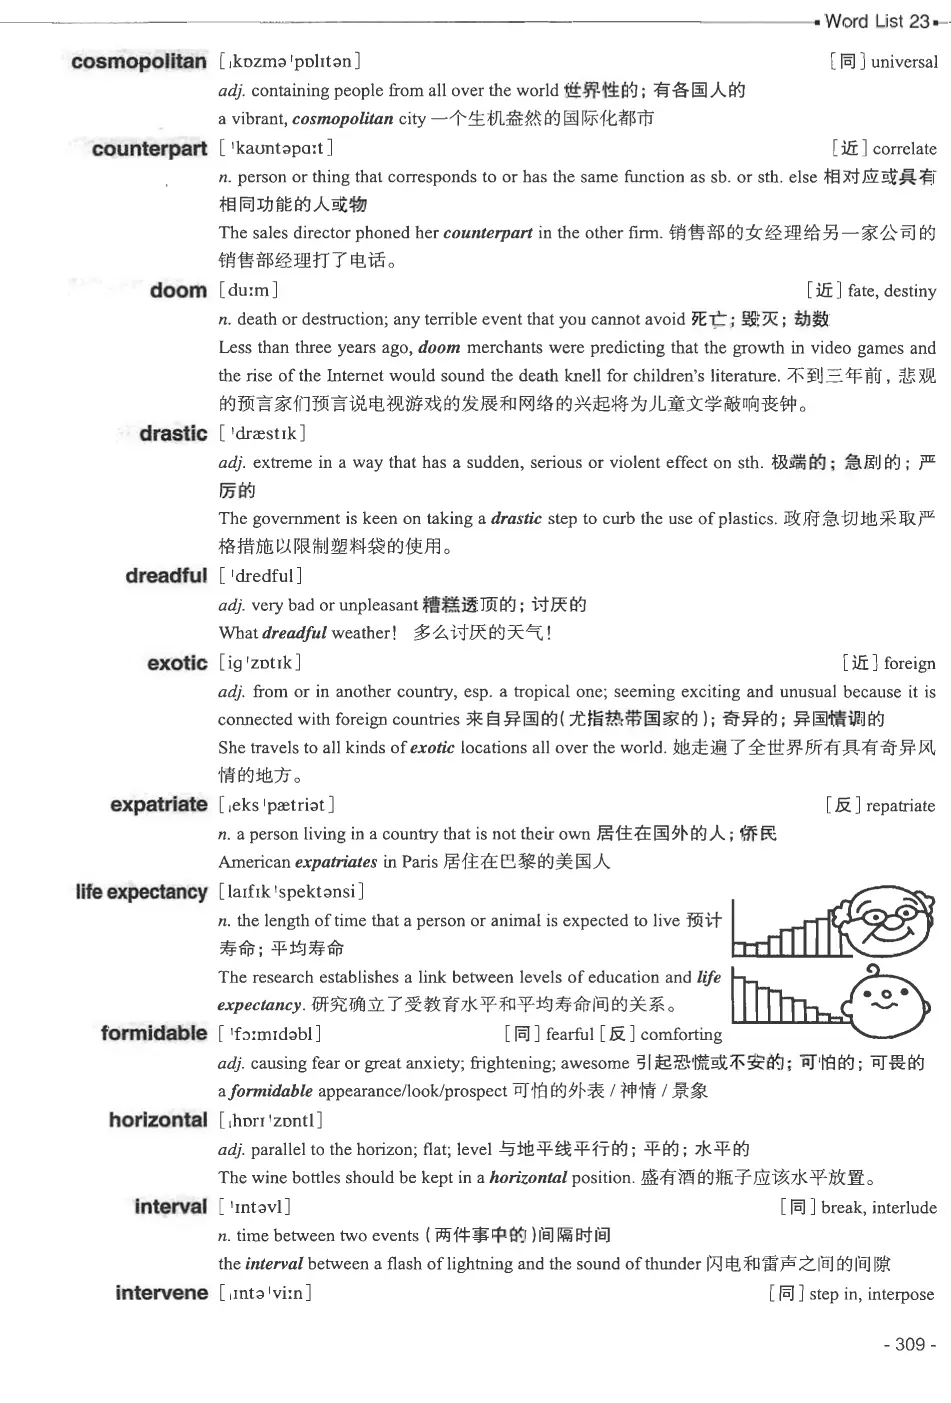 Word List 23
cosmopolitan [ˌkɒzməˈpɒlɪtən] [同] universal
adj. containing people from all over the world 世界性的；有各国人的
a vibrant, cosmopolitan city 一个生机盎然的国际化都市
counterpart [ˈkaʊntəpɑːt] [近] correlate
n. person or thing that corresponds to or has the same function as sb. or sth. else 相对应或具有
相同功能的人或物
The sales director phoned her counterpart in the other firm. 销售部的女经理给另一家公司的
销售部经理打了电话。
doom [duːm] [近] fate, destiny
n. death or destruction; any terrible event that you cannot avoid 死亡；毁灭；劫数
Less than three years ago, doom merchants were predicting that the growth in video games and
the rise of the Internet would sound the death knell for children's literature. 不到三年前，悲观
的预言家们预言说电视游戏的发展和网络的兴起将为儿童文学敲响丧钟。
drastic [ˈdræstɪk]
adj. extreme in a way that has a sudden, serious or violent effect on sth. 极端的；急剧的；严
厉的
The government is keen on taking a drastic step to curb the use of plastics. 政府急切地采取严
格措施以限制塑料袋的使用。
dreadful [ˈdredful]
adj. very bad or unpleasant 糟糕透顶的；讨厌的
What dreadful weather! 多么讨厌的天气！
exotic [igˈzɒtɪk] [近] foreign
adj. from or in another country, esp. a tropical one; seeming exciting and unusual because it is
connected with foreign countries 来自异国的(尤指热带国家的)；奇异的；异国情调的
She travels to all kinds of exotic locations all over the world. 她走遍了全世界所有具有奇异风
情的地方。
expatriate [ˌeksˈpætriət] [反] repatriate
n. a person living in a country that is not their own 居住在国外的人；侨民
American expatriates in Paris 居住在巴黎的美国人
life expectancy [laɪfɪkˈspektənsi]
n. the length of time that a person or animal is expected to live 预计
寿命；平均寿命
The research establishes a link between levels of education and life
expectancy. 研究确立了受教育水平和平均寿命间的关系。
formidable [ˈfɔːmɪdəbl] [同] fearful [反] comforting
adj. causing fear or great anxiety; frightening; awesome 引起恐慌或不安的；可怕的；可畏的
a formidable appearance/look/prospect 可怕的外表 / 神情 / 景象
horizontal [ˌhɒrɪˈzɒntl]
adj. parallel to the horizon; flat; level 与地平线平行的；平的；水平的
The wine bottles should be kept in a horizontal position. 盛有酒的瓶子应该水平放置。
interval [ˈɪntəvl] [同] break, interlude
n. time between two events (两件事中的)间隔时间
the interval between a flash of lightning and the sound of thunder 闪电和雷声之间的间隙
intervene [ˌɪntəˈviːn] [同] step in, interpose
- 309 -